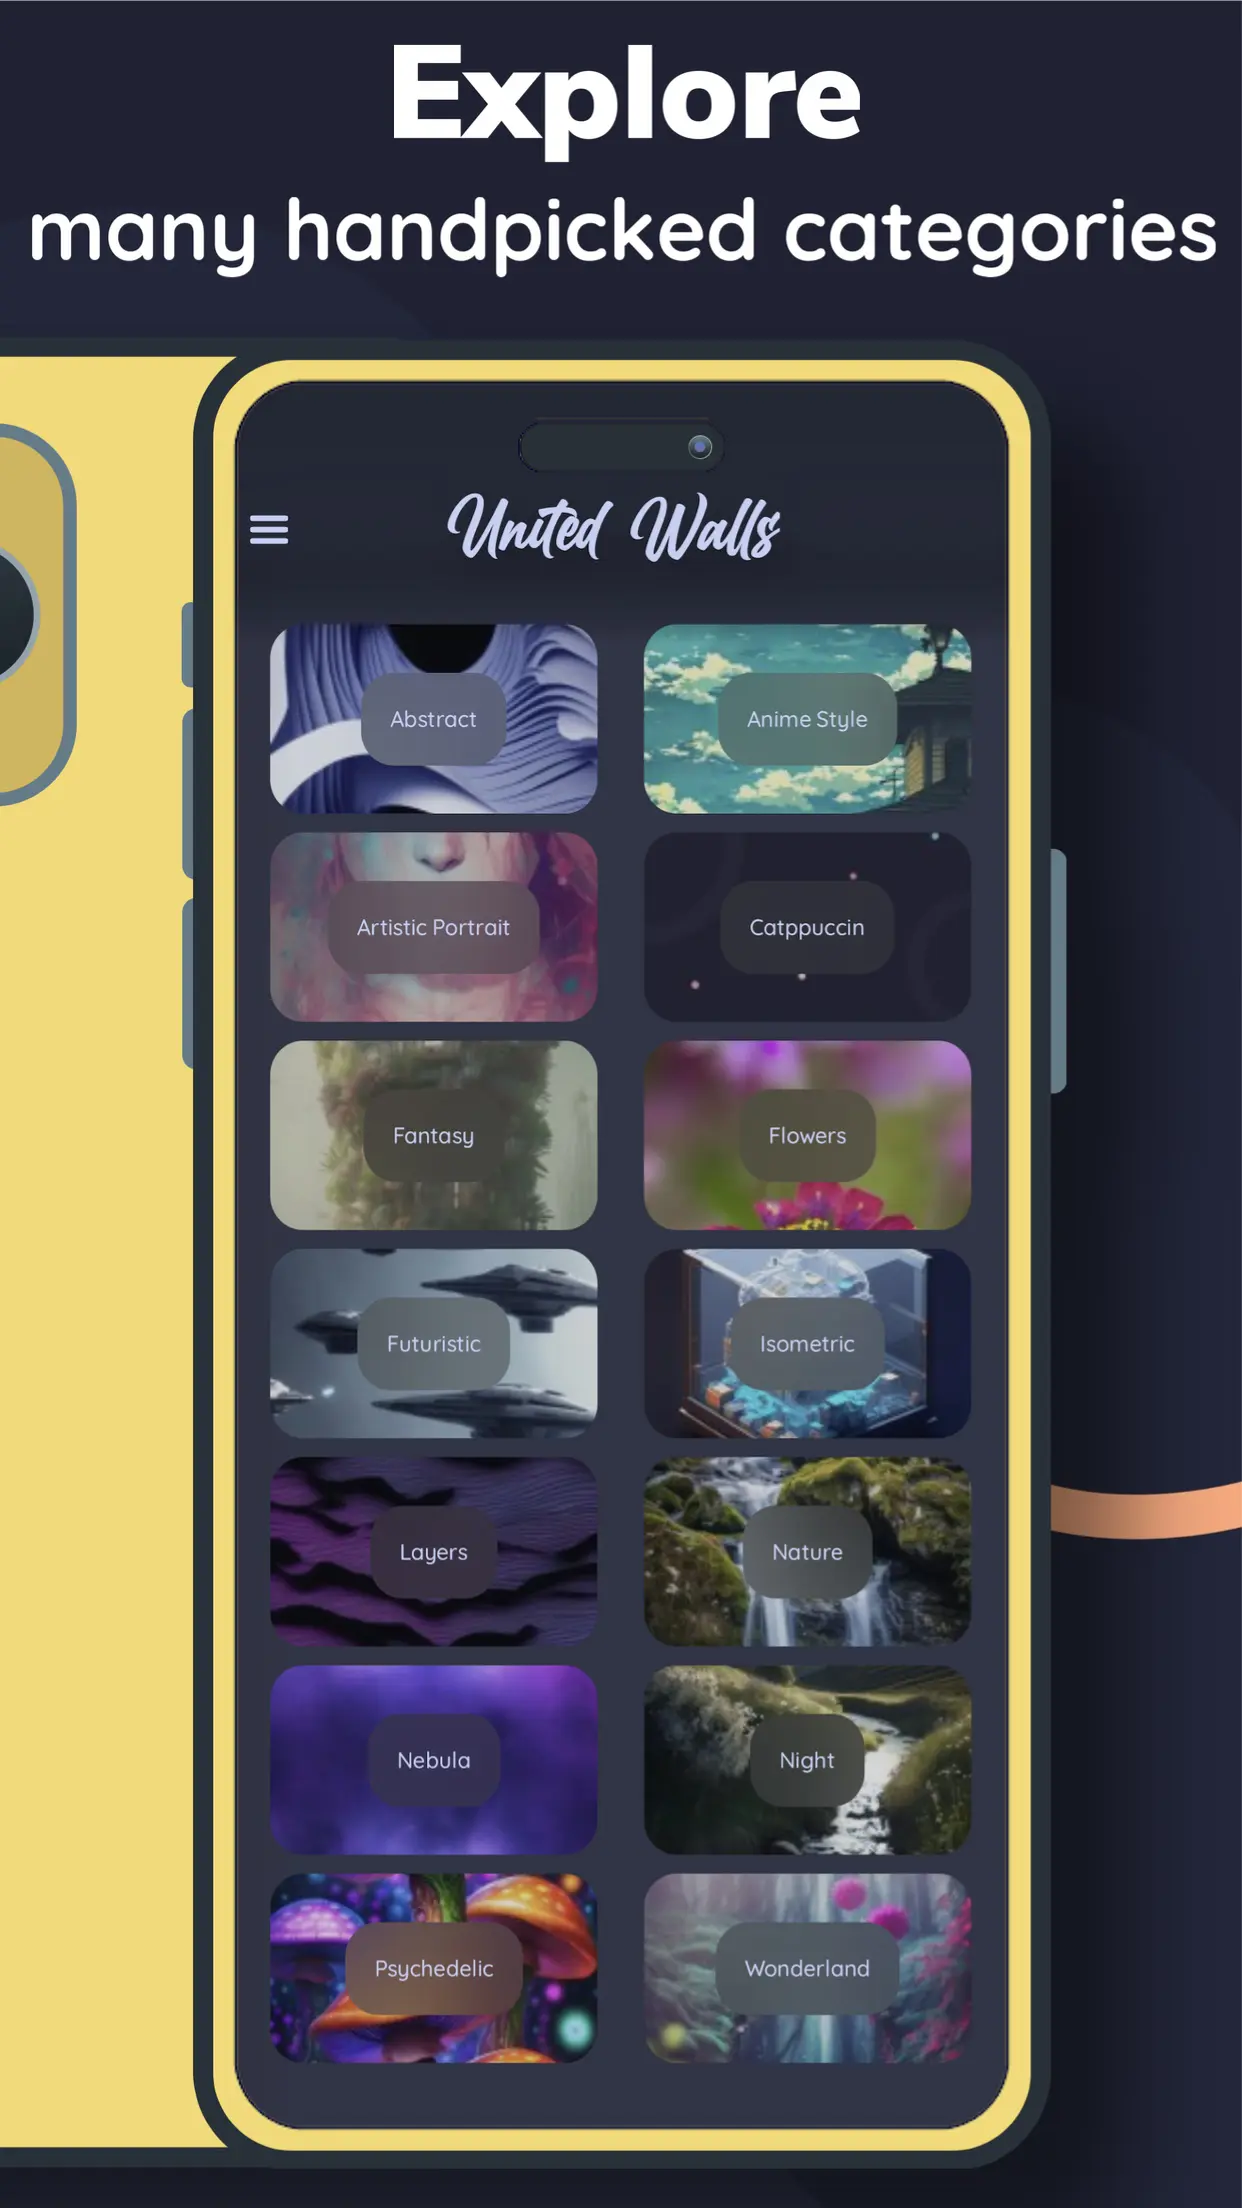 Explore
many handpicked categories
United Walls
Abstract
Anime Style
Artistic Portrait
Catppuccin
Fantasy
Flowers
Futuristic
Isometric
Layers
Nature
Nebula
Night
Psychedelic
Wonderland